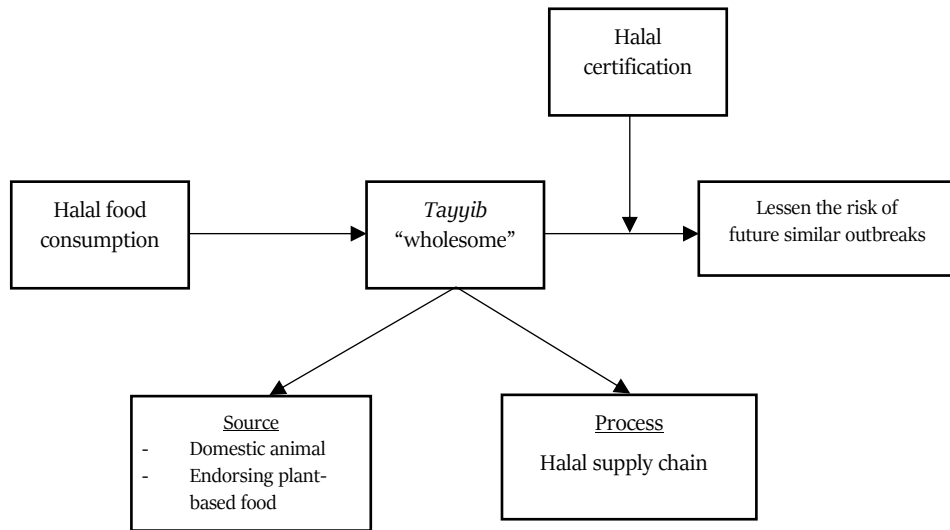 Halal
certification
Halal food
consumption
Tayyib
“wholesome”
Lessen the risk of
future similar outbreaks
Source
- Domestic animal
- Endorsing plant-
based food
Process
Halal supply chain